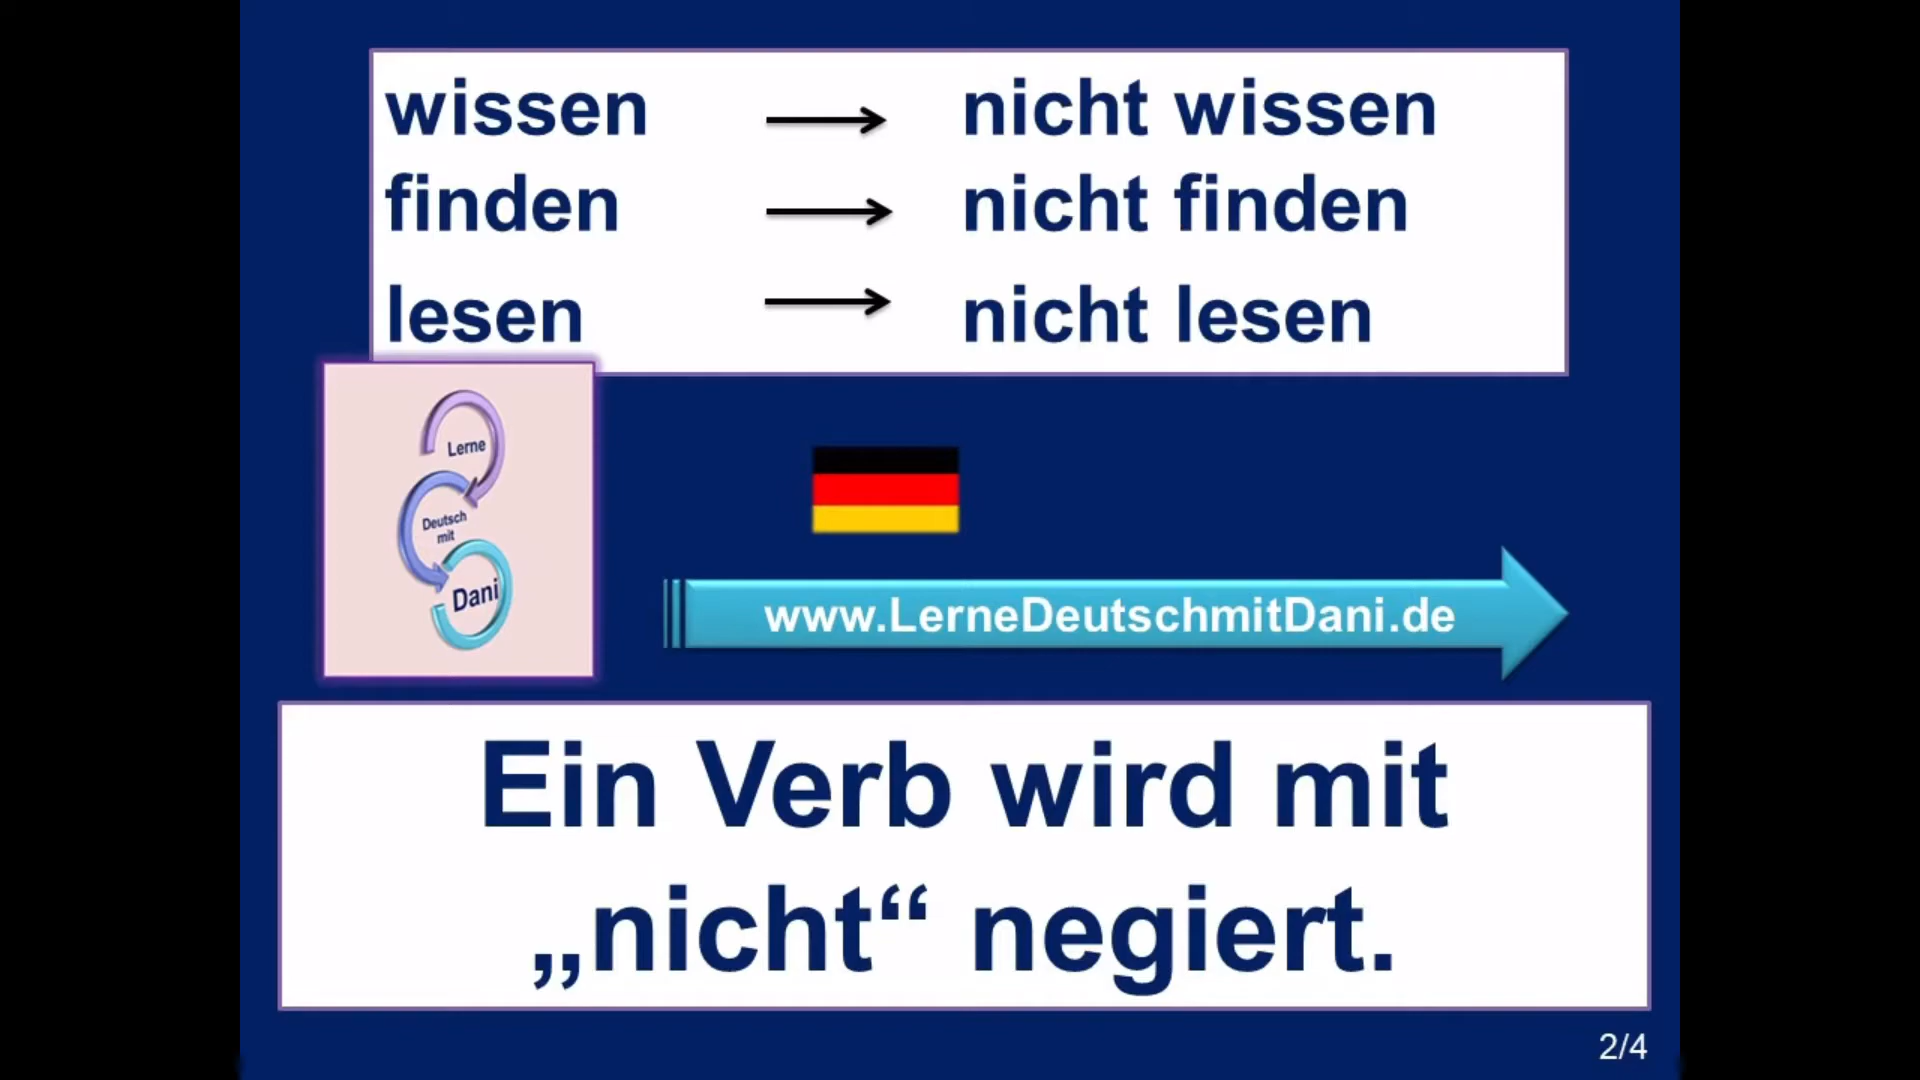 wissen → nicht wissen
finden → nicht finden
lesen → nicht lesen
Lerne
Deutsch
mit
Dani
www.LerneDeutschmitDani.de
Ein Verb wird mit
„nicht“ negiert.
2/4